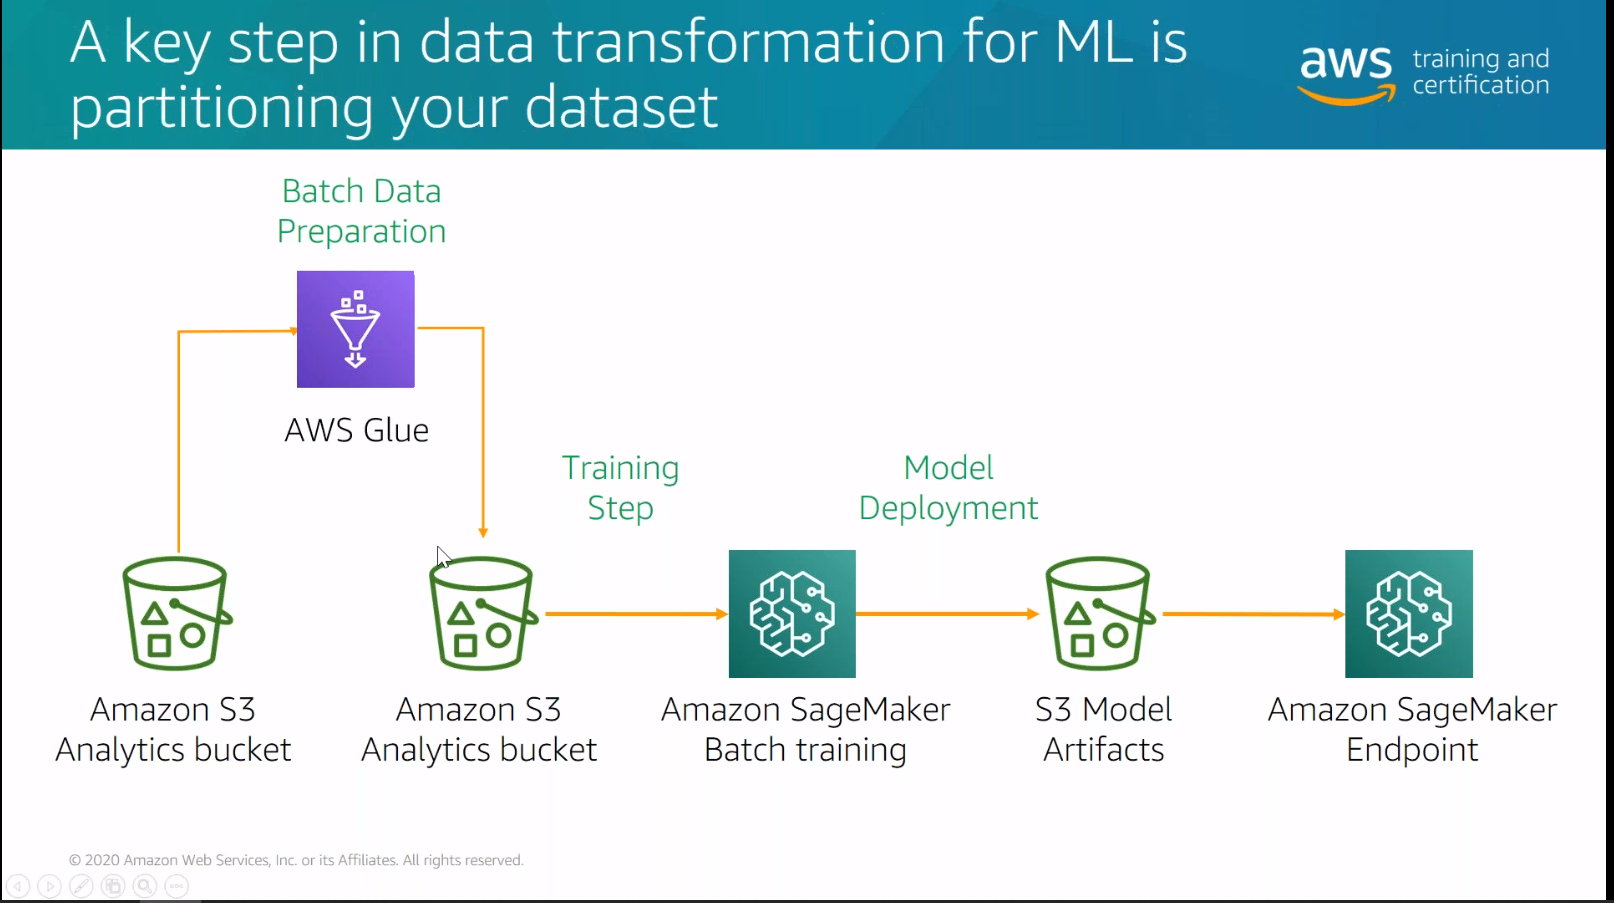 A key step in data transformation for ML is
partitioning your dataset
aws
training and
certification
Batch Data
Preparation
AWS Glue
Training
Step
Model
Deployment
Amazon S3
Analytics bucket
Amazon S3
Analytics bucket
Amazon SageMaker
Batch training
S3 Model
Artifacts
Amazon SageMaker
Endpoint
© 2020 Amazon Web Services, Inc. or its Affiliates. All rights reserved.